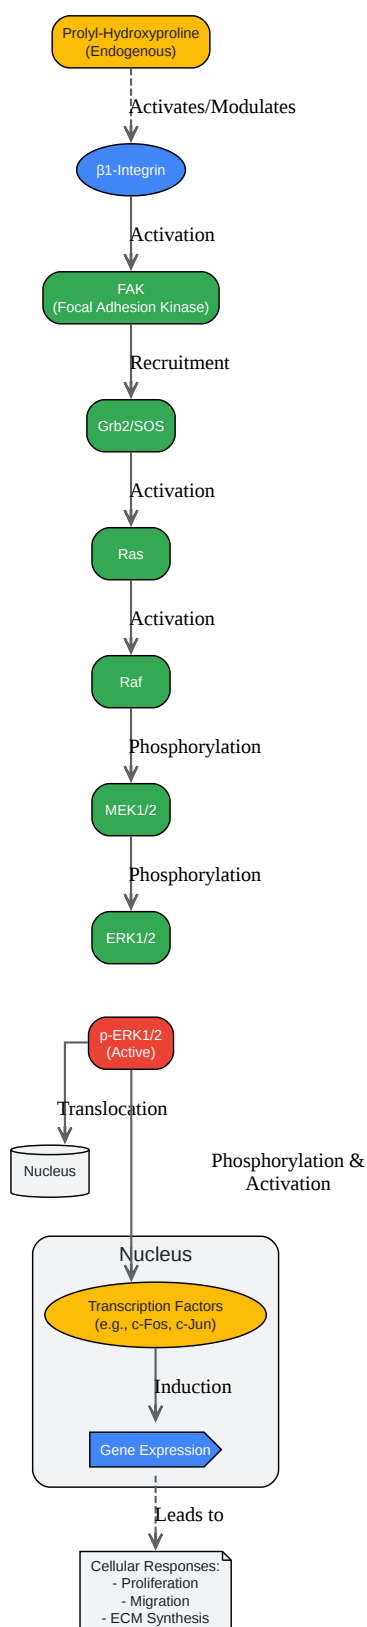 Prolyl-Hydroxyproline
(Endogenous)
Activates/Modulates
β1-Integrin
Activation
FAK
(Focal Adhesion Kinase)
Recruitment
Grb2/SOS
Activation
Ras
Activation
Raf
Phosphorylation
MEK1/2
Phosphorylation
ERK1/2
p-ERK1/2
(Active)
Translocation
Nucleus
Phosphorylation &
Activation
Nucleus
Transcription Factors
(e.g., c-Fos, c-Jun)
Induction
Gene Expression
Leads to
Cellular Responses:
- Proliferation
- Migration
- ECM Synthesis